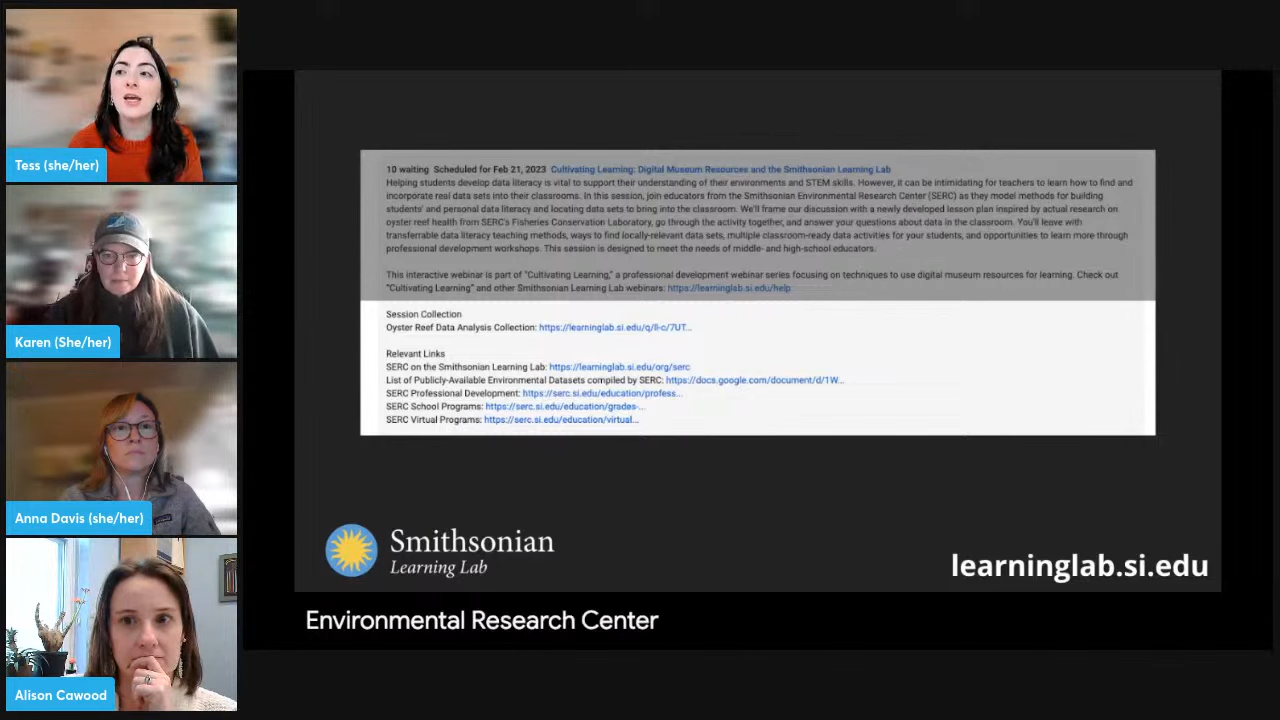 Tess (she/her)
Karen (She/her)
Anna Davis (she/her)
Alison Cawood
10 waiting Scheduled for Feb 21, 2023 Cultivating Learning: Digital Museum Resources and the Smithsonian Learning Lab
Helping students develop data literacy is vital to support their understanding of their environments and STEM skills. However, it can be intimidating for teachers to learn how to find and
incorporate real data sets into their classrooms. In this session, join educators from the Smithsonian Environmental Research Center (SERC) as they model methods for building
students' and personal data literacy and locating data sets to bring into the classroom. We'll frame our discussion with a newly developed lesson plan inspired by actual research on
oyster reef health from SERC's Fisheries Conservation Laboratory, go through the activity together, and answer your questions about data in the classroom. You'll leave with
transferrable data literacy teaching methods, ways to find locally-relevant data sets, multiple classroom-ready data activities for your students, and opportunities to learn more through
professional development workshops. This session is designed to meet the needs of middle- and high-school educators.
This interactive webinar is part of "Cultivating Learning," a professional development webinar series focusing on techniques to use digital museum resources for learning. Check out
"Cultivating Learning" and other Smithsonian Learning Lab webinars: https://learninglab.si.edu/help
Session Collection
Oyster Reef Data Analysis Collection: https://learninglab.si.edu/q/ll-c/7UT...
Relevant Links
SERC on the Smithsonian Learning Lab: https://learninglab.si.edu/org/serc
List of Publicly-Available Environmental Datasets compiled by SERC: https://docs.google.com/document/d/1W...
SERC Professional Development: https://serc.si.edu/education/profess...
SERC School Programs: https://serc.si.edu/education/grades-...
SERC Virtual Programs: https://serc.si.edu/education/virtual...
Smithsonian
Learning Lab
learninglab.si.edu
Environmental Research Center